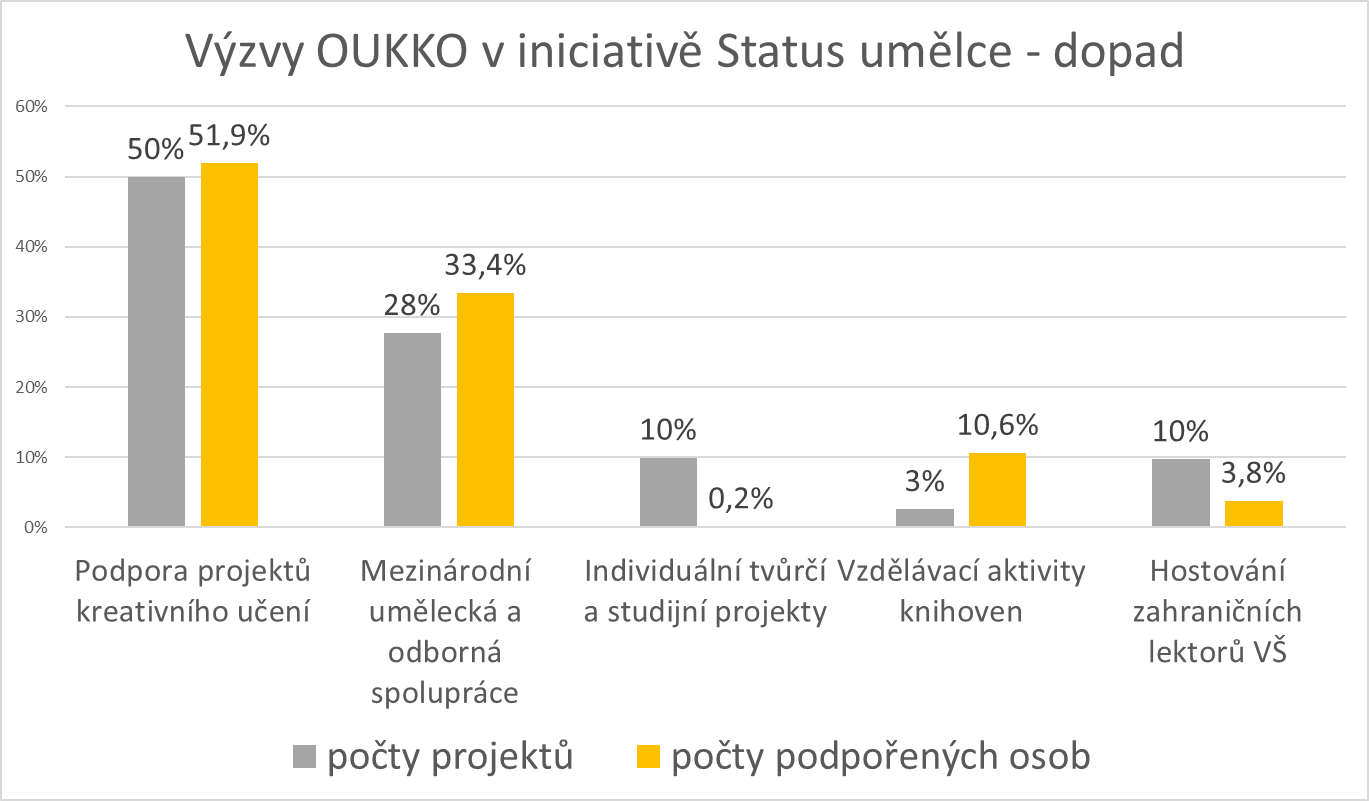 Výzvy OUKKO v iniciativě Status umělce - dopad
60%
50%
40%
30%
20%
10%
0%
50%
51,9%
28%
33,4%
10%
0,2%
3%
10,6%
10%
3,8%
Podpora projektů
kreativního učení
Mezinárodní
umělecká a
odborná
spolupráce
Individuální tvůrčí
a studijní projekty
Vzdělávací aktivity
knihoven
Hostování
zahraničních
lektorů VŠ
počty projektů
počty podpořených osob